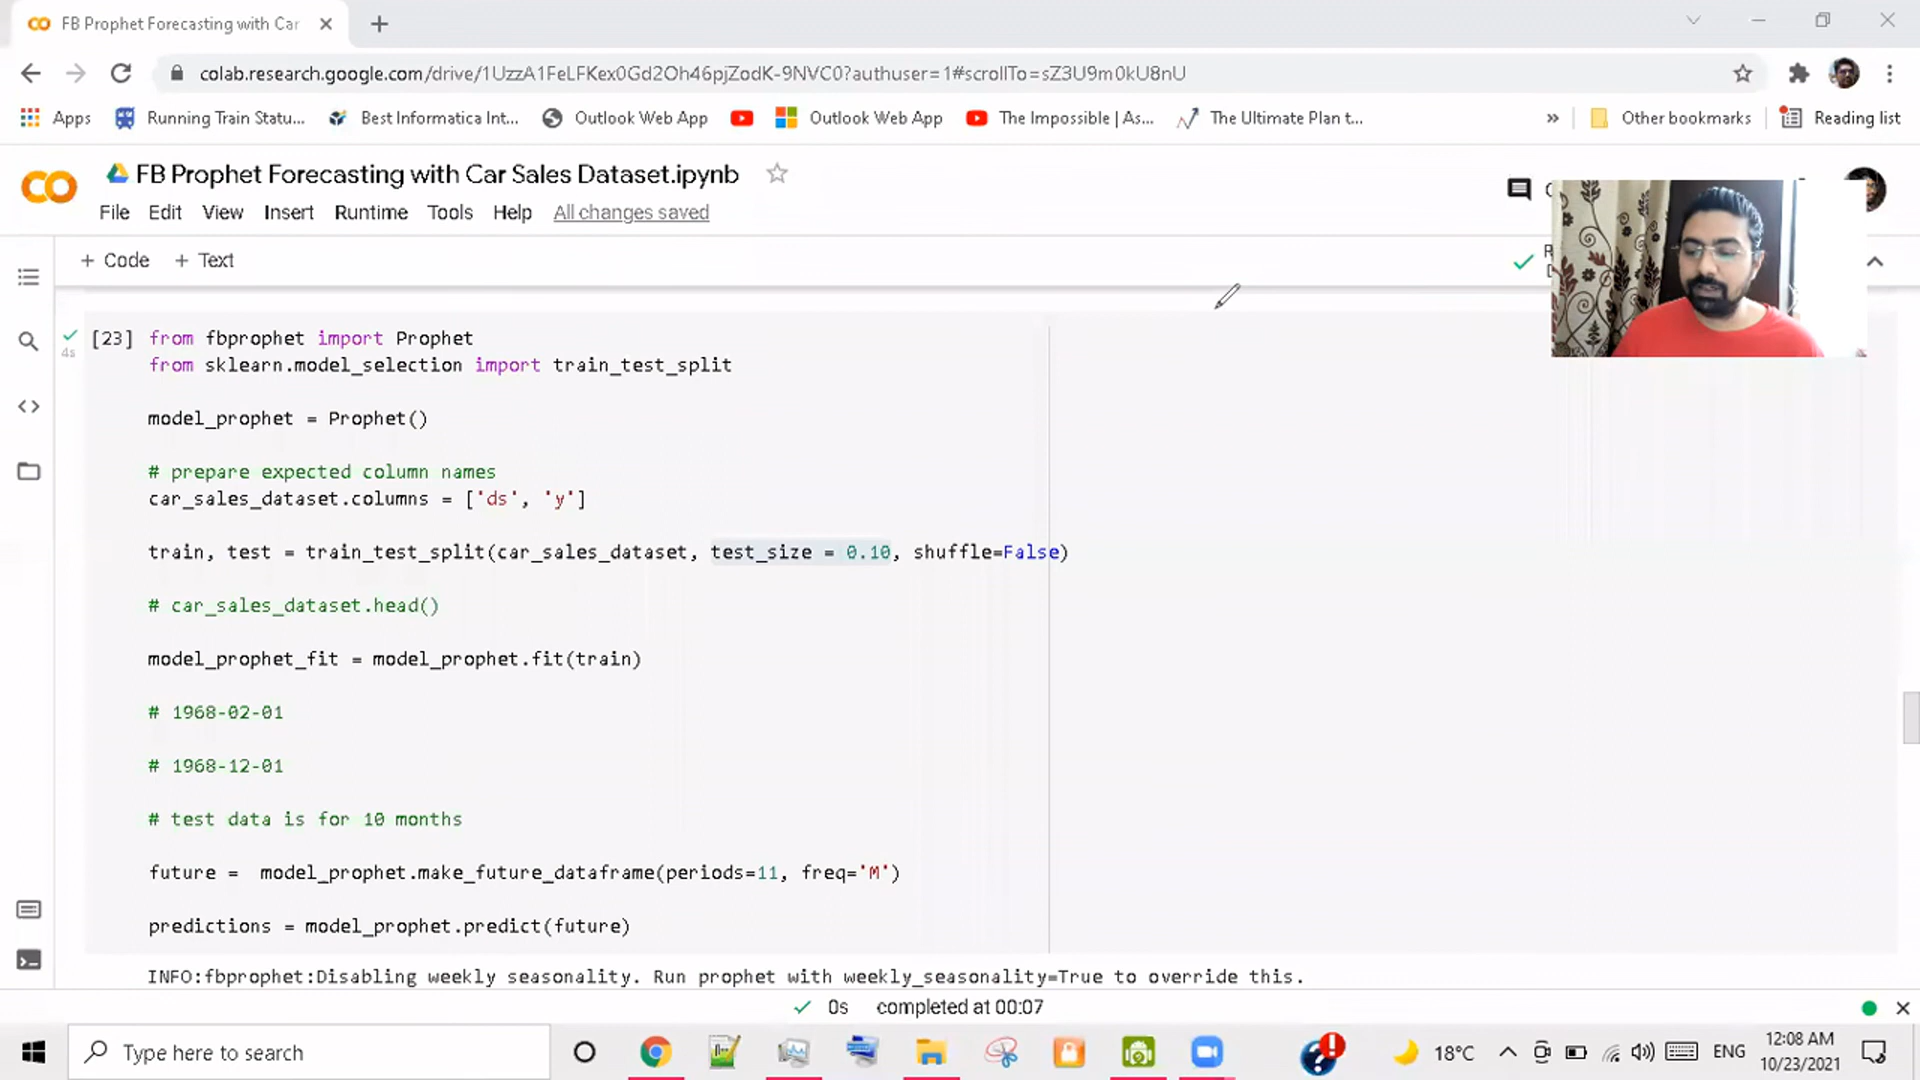 FB Prophet Forecasting with Car
colab.research.google.com/drive/1UzzA1FeLFKex0Gd2Oh46pjZodK-9NVC0?authuser=1#scrollTo=sZ3U9m0kU8nU
Apps Running Train Statu... Best Informatica Int... Outlook Web App Outlook Web App The Impossible | As... The Ultimate Plan t... » Other bookmarks Reading list
FB Prophet Forecasting with Car Sales Dataset.ipynb
File Edit View Insert Runtime Tools Help All changes saved
+ Code + Text
[23] from fbprophet import Prophet
4s
from sklearn.model_selection import train_test_split
model_prophet = Prophet()
# prepare expected column names
car_sales_dataset.columns = ['ds', 'y']
train, test = train_test_split(car_sales_dataset, test_size = 0.10, shuffle=False)
# car_sales_dataset.head()
model_prophet_fit = model_prophet.fit(train)
# 1968-02-01
# 1968-12-01
# test data is for 10 months
future =  model_prophet.make_future_dataframe(periods=11, freq='M')
predictions = model_prophet.predict(future)
INFO:fbprophet:Disabling weekly seasonality. Run prophet with weekly_seasonality=True to override this.
0s completed at 00:07
Type here to search
18°C
ENG
12:08 AM
10/23/2021